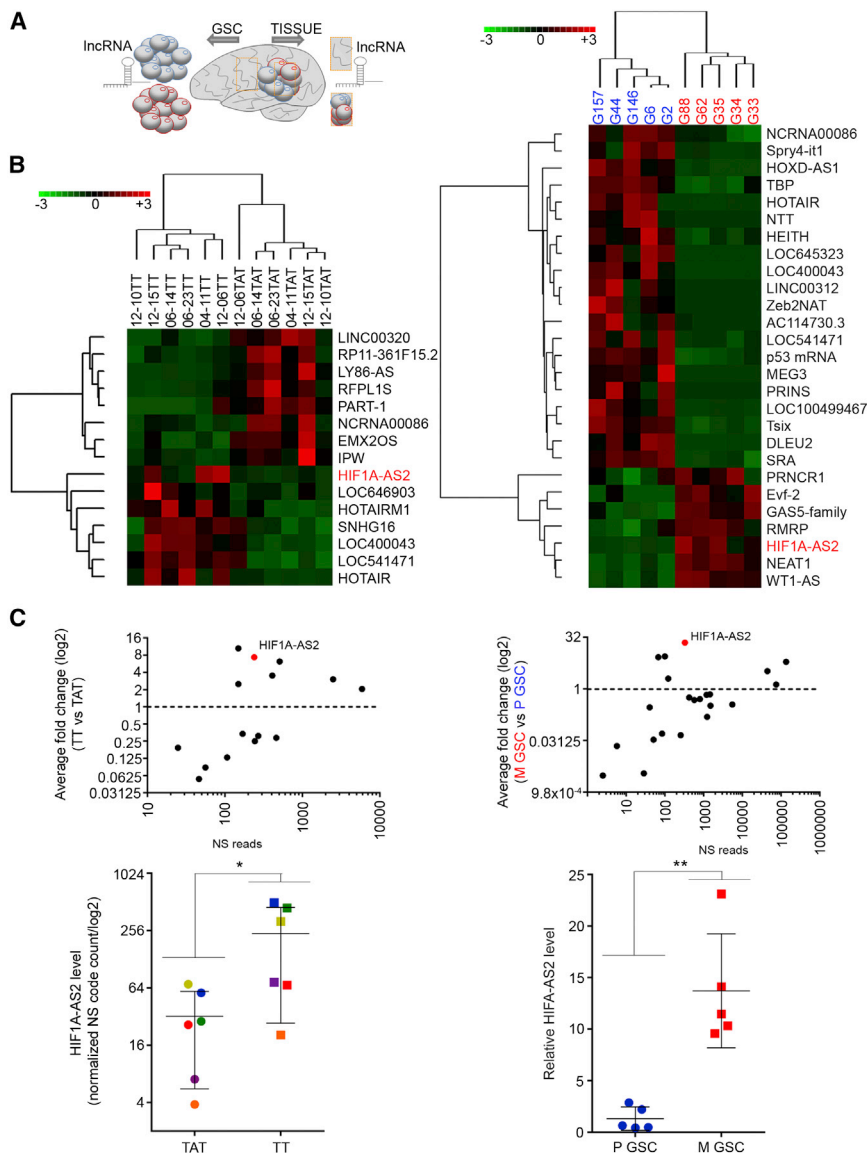 A
GSC
TISSUE
lncRNA
lncRNA
-3 0 +3
G157
G44
G146
G6
G2
G88
G62
G35
G34
G33
NCRNA00086
Spry4-it1
HOXD-AS1
TBP
HOTAIR
NTT
HEITH
LOC645323
LOC400043
LINC00312
Zeb2NAT
AC114730.3
LOC541471
p53 mRNA
MEG3
PRINS
LOC100499467
Tsix
DLEU2
SRA
PRNCR1
Evf-2
GAS5-family
RMRP
HIF1A-AS2
NEAT1
WT1-AS
B
-3 0 +3
12-10TT
12-15TT
06-14TT
06-23TT
04-11TT
12-06TT
12-06TAT
06-14TAT
06-23TAT
04-11TAT
12-15TAT
12-10TAT
LINC00320
RP11-361F15.2
LY86-AS
RFPL1S
PART-1
NCRNA00086
EMX2OS
IPW
HIF1A-AS2
LOC646903
HOTAIRM1
SNHG16
LOC400043
LOC541471
HOTAIR
C
Average fold change (log2)
(TT vs TAT)
16
8
4
2
1
0.5
0.25
0.125
0.0625
0.03125
HIF1A-AS2
10
100
1000
10000
NS reads
Average fold change (log2)
(M GSC vs P GSC)
32
1
0.03125
9.8x10-4
HIF1A-AS2
10
100
1000
10000
100000
1000000
NS reads
HIF1A-AS2 level
(normalized NS code count/log2)
1024
256
64
16
4
*
TAT
TT
Relative HIFA-AS2 level
25
20
15
10
5
0
**
P GSC
M GSC